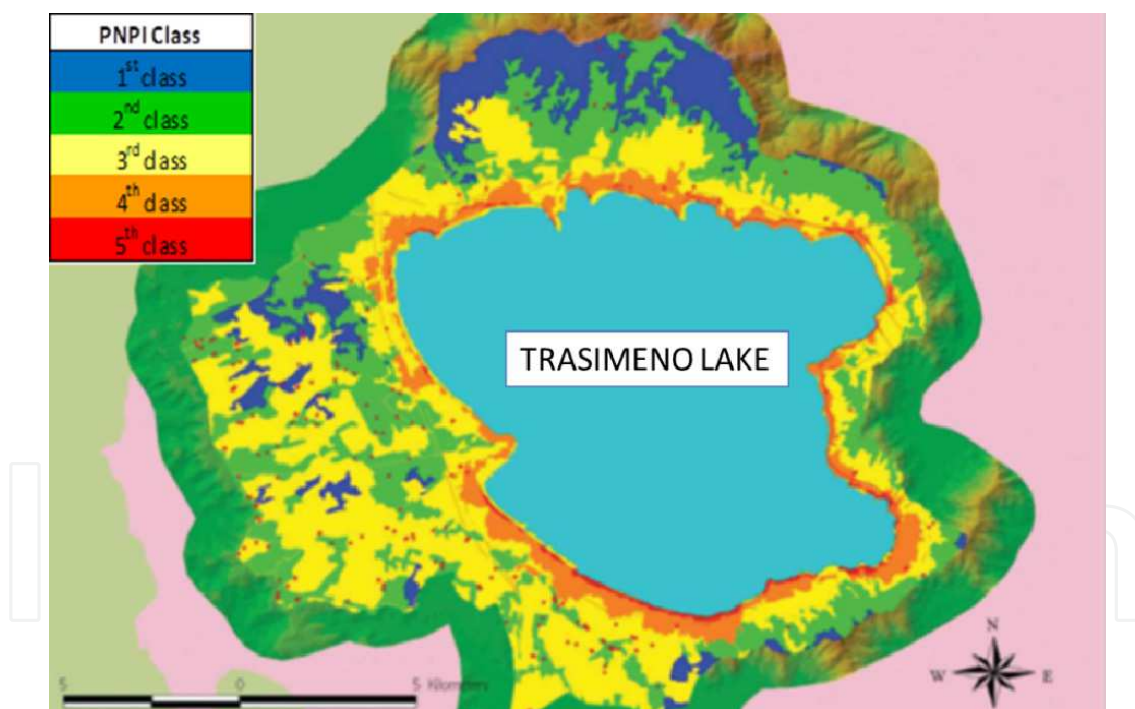 PNPI Class
1st class
2nd class
3rd class
4th class
5th class
TRASIMENO LAKE
N
W E
5 0 5 Kilometers